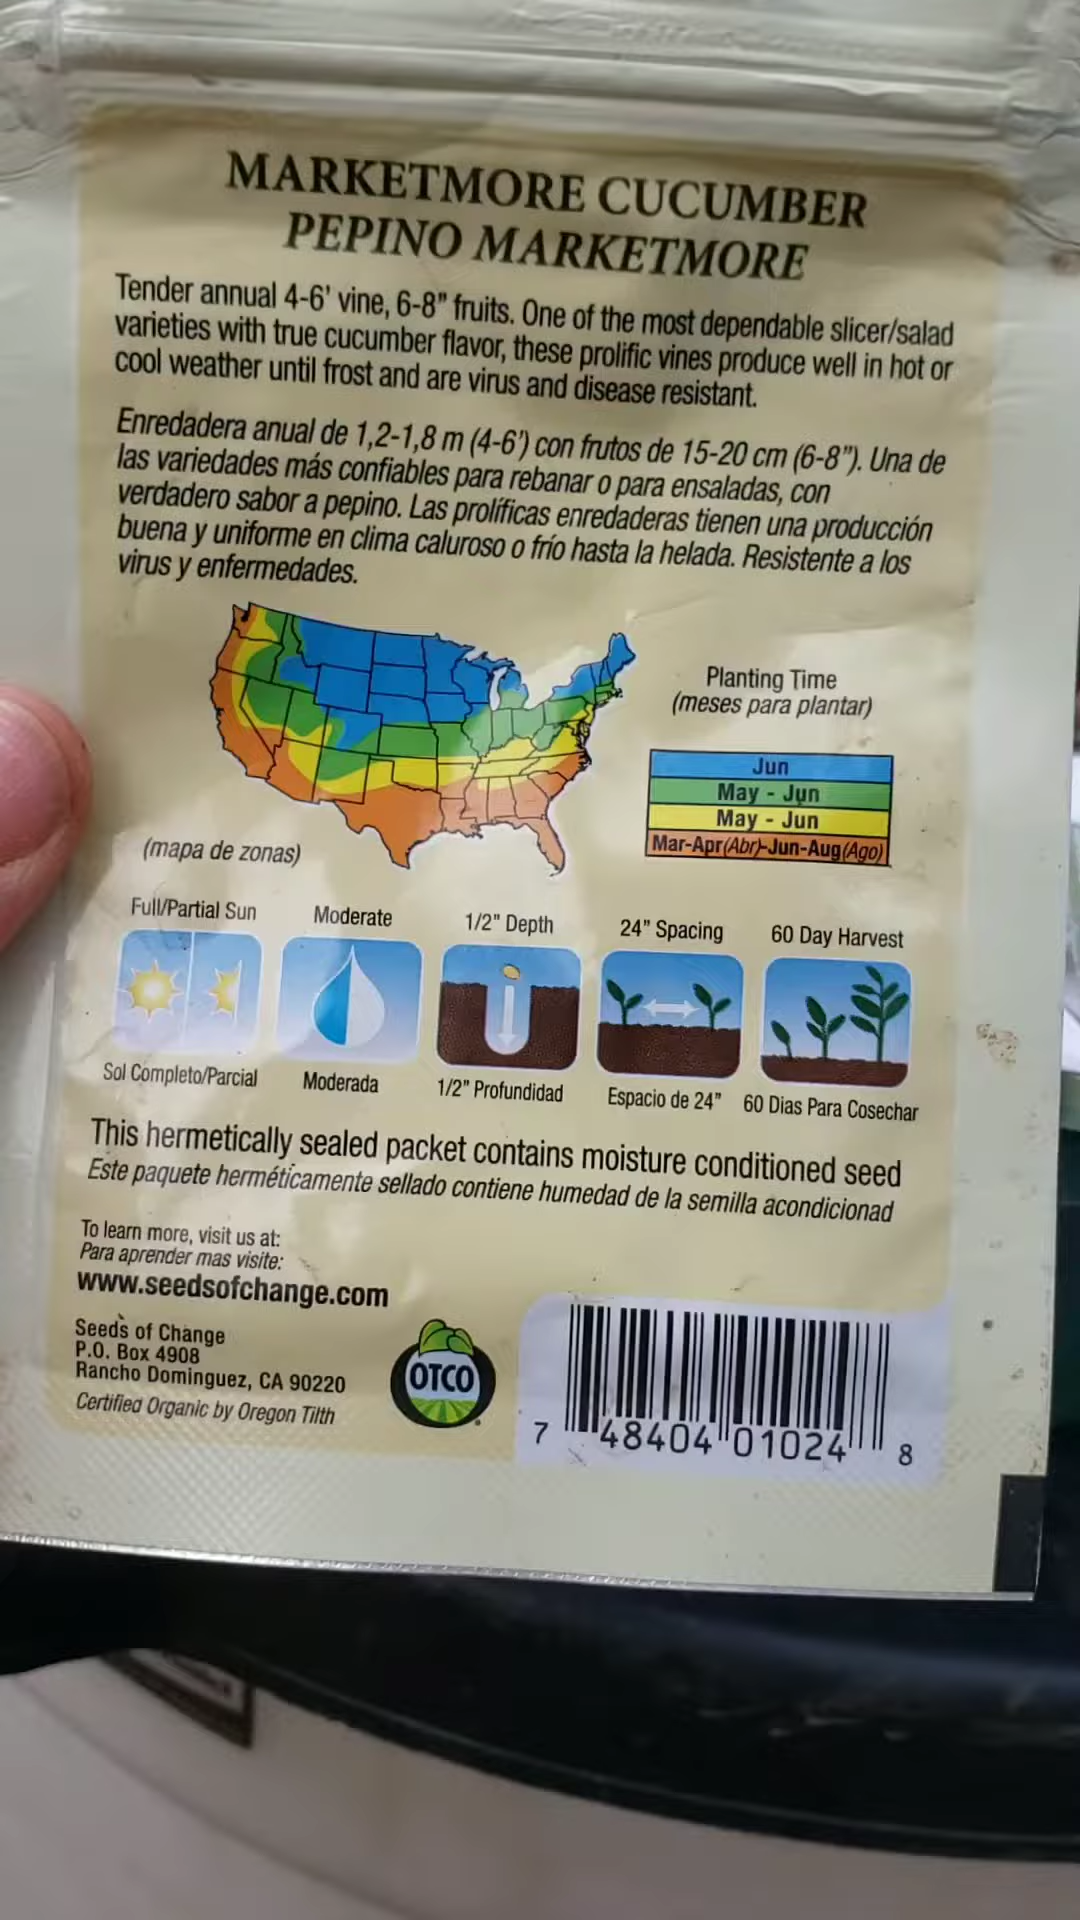 MARKETMORE CUCUMBER
PEPINO MARKETMORE
Tender annual 4-6' vine, 6-8" fruits. One of the most dependable slicer/salad
varieties with true cucumber flavor, these prolific vines produce well in hot or
cool weather until frost and are virus and disease resistant.
Enredadera anual de 1,2-1,8 m (4-6') con frutos de 15-20 cm (6-8"). Una de
las variedades más confiables para rebanar o para ensaladas, con
verdadero sabor a pepino. Las prolíficas enredaderas tienen una producción
buena y uniforme en clima caluroso o frío hasta la helada. Resistente a los
virus y enfermedades.
Planting Time
(meses para plantar)
Jun
May - Jun
May - Jun
Mar-Apr(Abr)-Jun-Aug(Ago)
(mapa de zonas)
Full/Partial Sun Moderate 1/2" Depth 24" Spacing 60 Day Harvest
Sol Completo/Parcial Moderada 1/2" Profundidad Espacio de 24" 60 Dias Para Cosechar
This hermetically sealed packet contains moisture conditioned seed
Este paquete herméticamente sellado contiene humedad de la semilla acondicionad
To learn more, visit us at:
Para aprender mas visite:
www.seedsofchange.com
Seeds of Change
P.O. Box 4908
Rancho Dominguez, CA 90220
Certified Organic by Oregon Tilth
OTCO
7 48404 01024 8